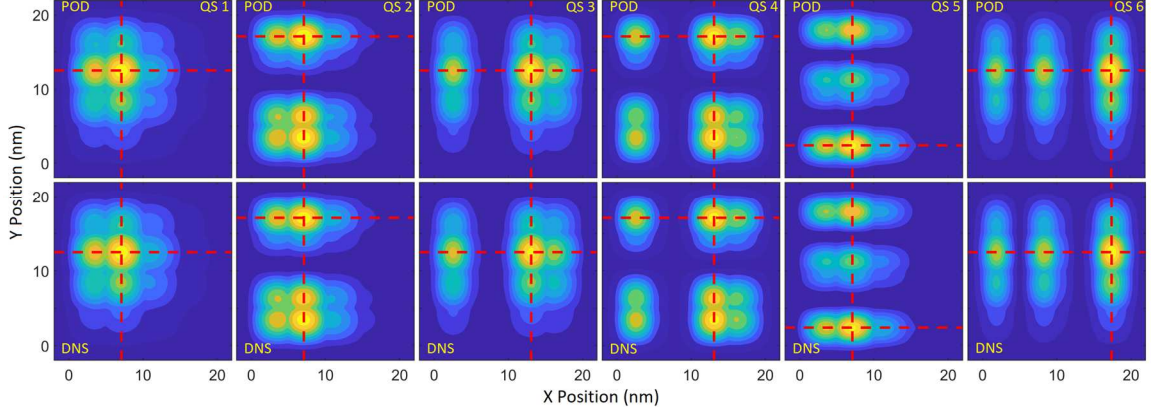 POD QS 1 POD QS 2 POD QS 3 POD QS 4 POD QS 5 POD QS 6
20
10
0
20
10
0
Y Position (nm)
DNS DNS DNS DNS DNS DNS
0 10 20 0 10 20 0 10 20 0 10 20 0 10 20 0 10 20
X Position (nm)